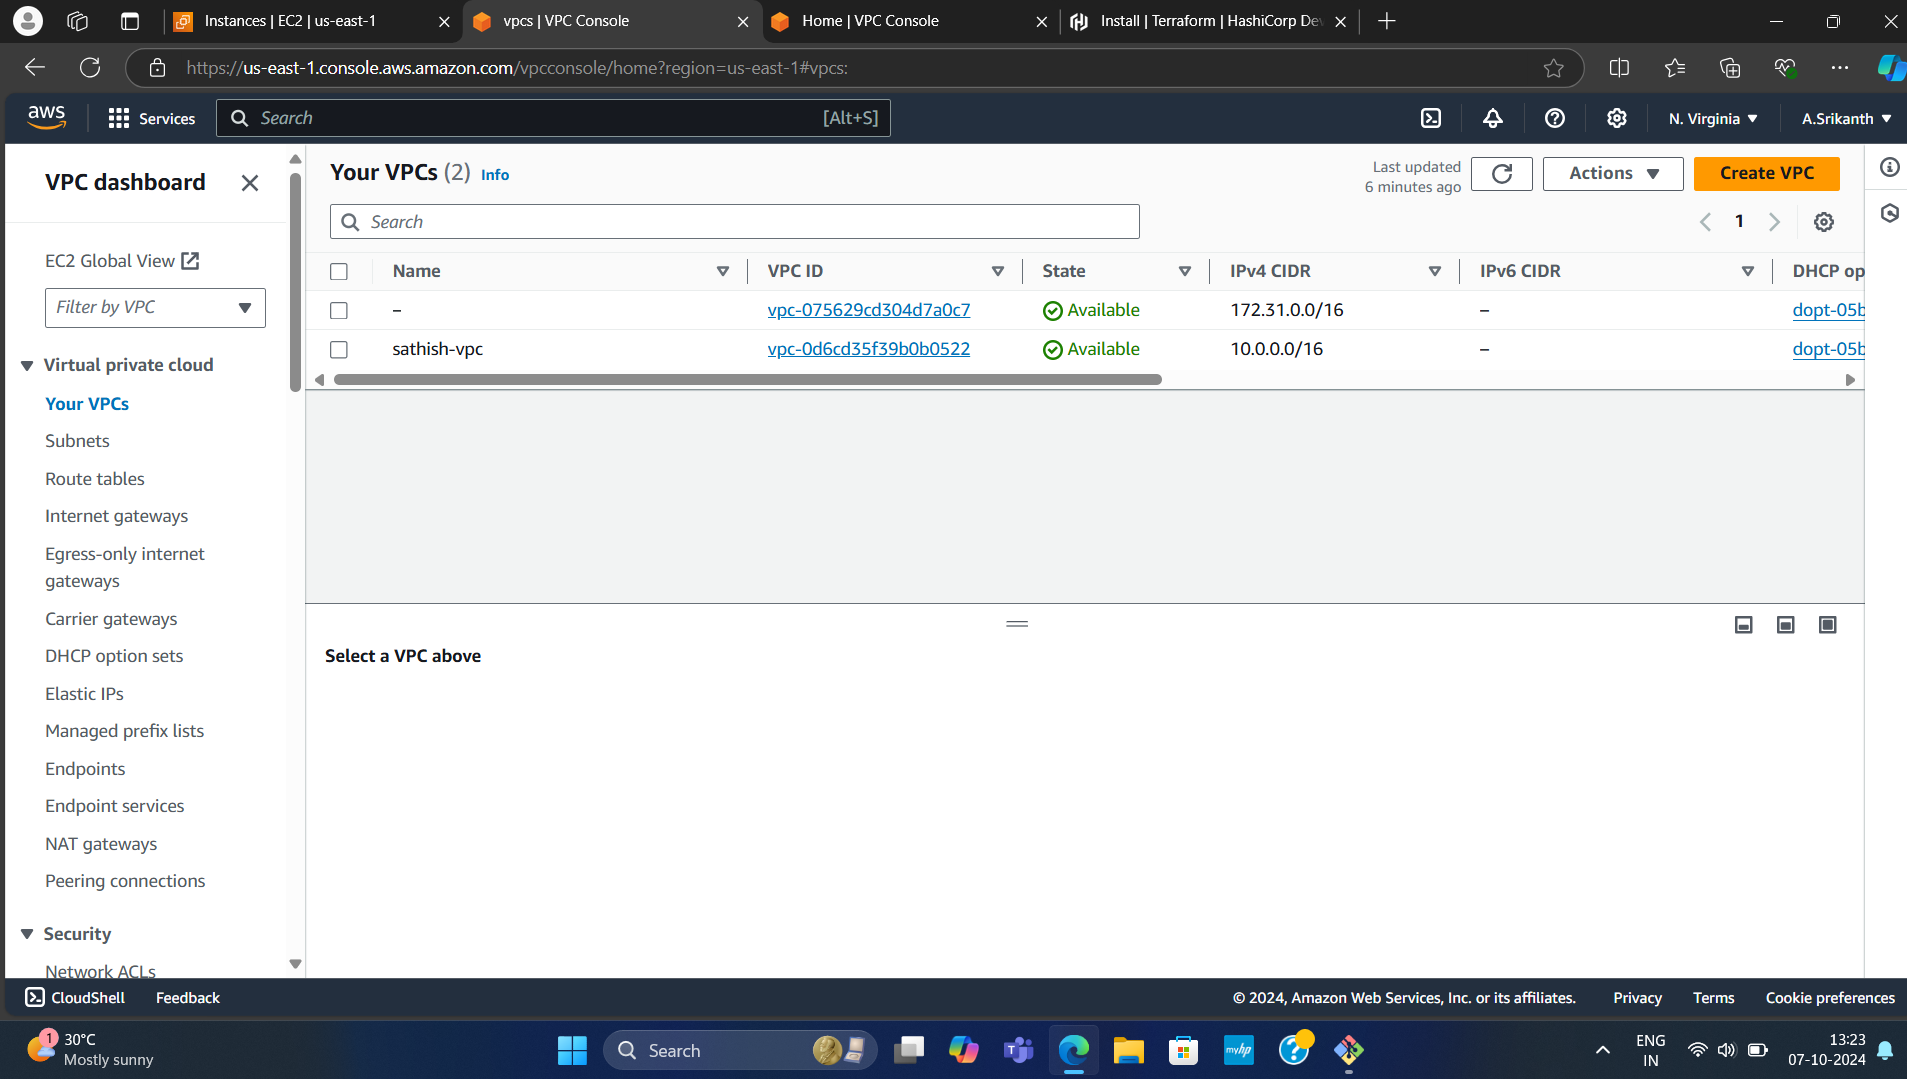 Instances | EC2 | us-east-1
vpcs | VPC Console
Home | VPC Console
Install | Terraform | HashiCorp Dev
https://us-east-1.console.aws.amazon.com/vpcconsole/home?region=us-east-1#vpcs:
aws
Services
Search
[Alt+S]
N. Virginia
A.Srikanth
VPC dashboard
EC2 Global View
Filter by VPC
Virtual private cloud
Your VPCs
Subnets
Route tables
Internet gateways
Egress-only internet
gateways
Carrier gateways
DHCP option sets
Elastic IPs
Managed prefix lists
Endpoints
Endpoint services
NAT gateways
Peering connections
Security
Network ACLs
Your VPCs (2) Info
Last updated
6 minutes ago
Actions
Create VPC
Search
1
Name VPC ID State IPv4 CIDR IPv6 CIDR DHCP op
– vpc-075629cd304d7a0c7 Available 172.31.0.0/16 – dopt-05b
sathish-vpc vpc-0d6cd35f39b0b0522 Available 10.0.0.0/16 – dopt-05b
Select a VPC above
CloudShell Feedback
© 2024, Amazon Web Services, Inc. or its affiliates. Privacy Terms Cookie preferences
1
30°C
Mostly sunny
Search
myhp
ENG
IN
13:23
07-10-2024